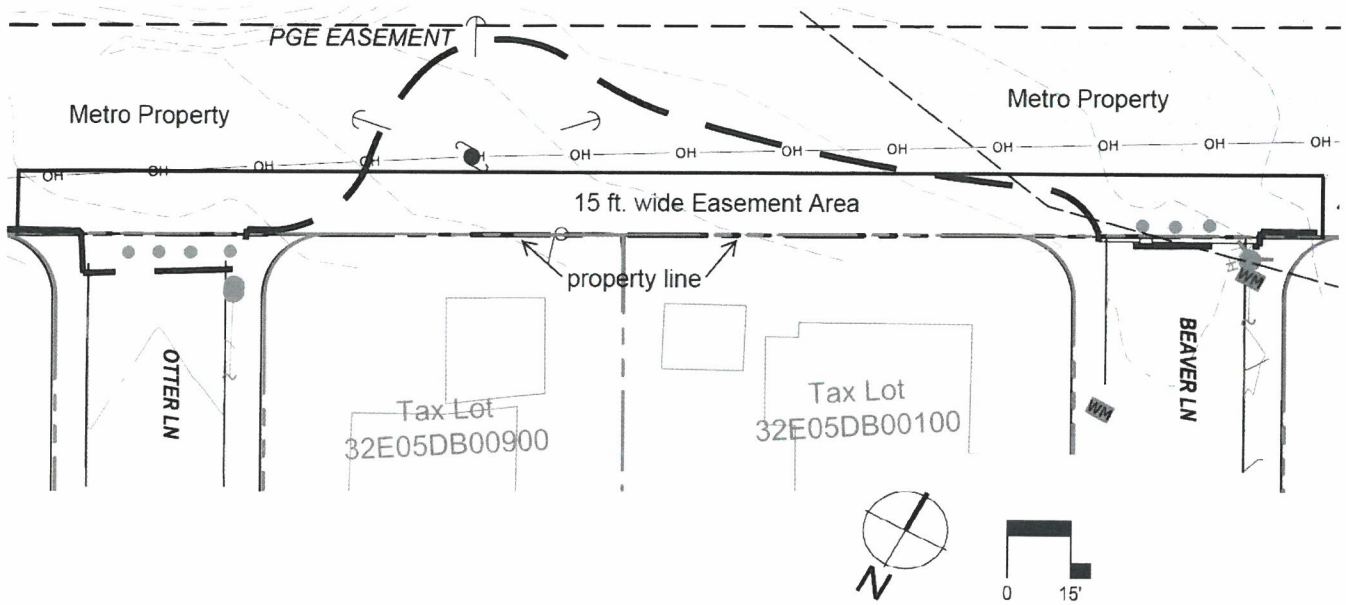 PGE EASEMENT
Metro Property
Metro Property
OH OH OH OH OH OH OH OH OH OH OH OH OH
15 ft. wide Easement Area
property line
OTTER LN
Tax Lot
32E05DB00900
Tax Lot
32E05DB00100
BEAVER LN
WM
WM
N
0 15'